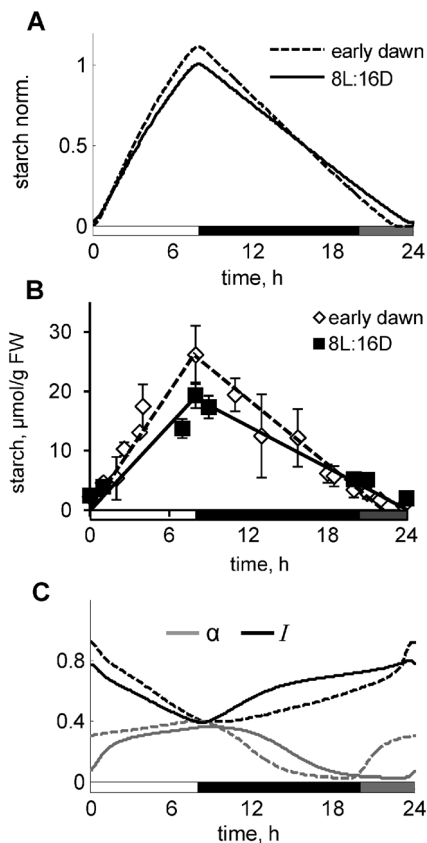 A
starch norm.
early dawn
8L:16D
1
0
0 6 12 18 24
time, h
B
starch, μmol/g FW
early dawn
8L:16D
30
20
10
0
0 6 12 18 24
time, h
C
α I
0.8
0.4
0
0 6 12 18 24
time, h